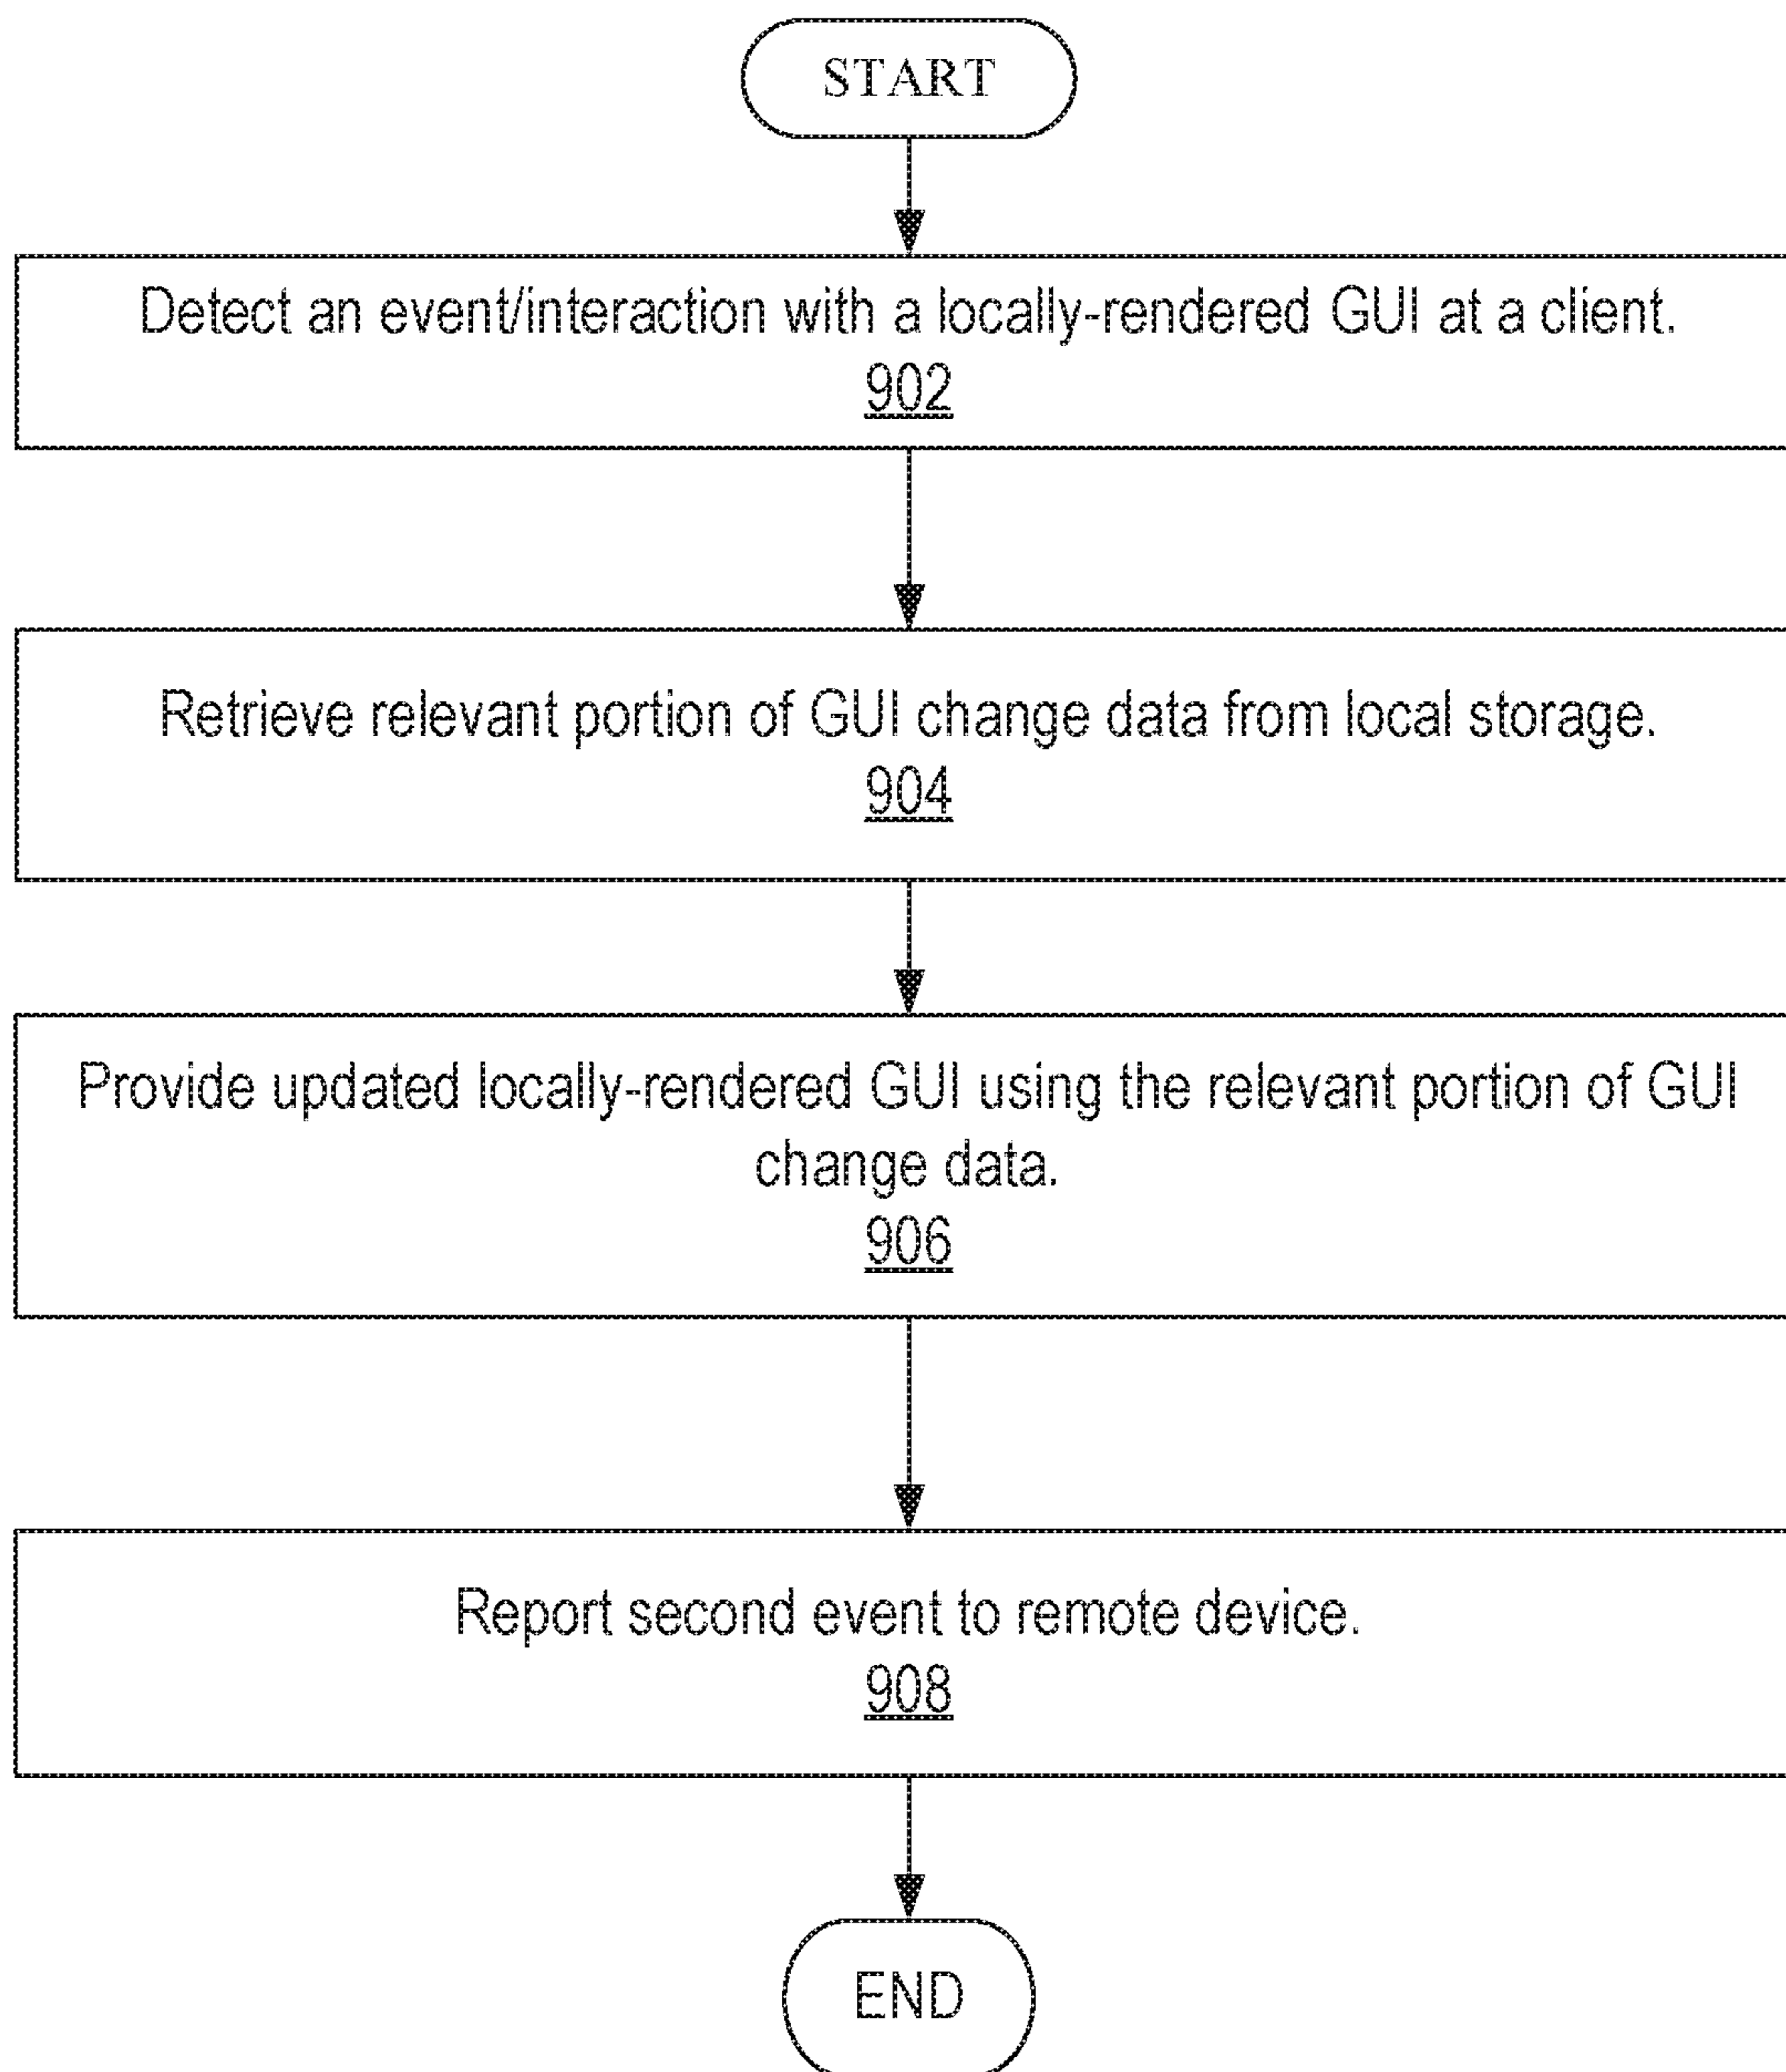 START
Detect an event/interaction with a locally-rendered GUI at a client.
902
Retrieve relevant portion of GUI change data from local storage.
904
Provide updated locally-rendered GUI using the relevant portion of GUI
change data.
906
Report second event to remote device.
908
END